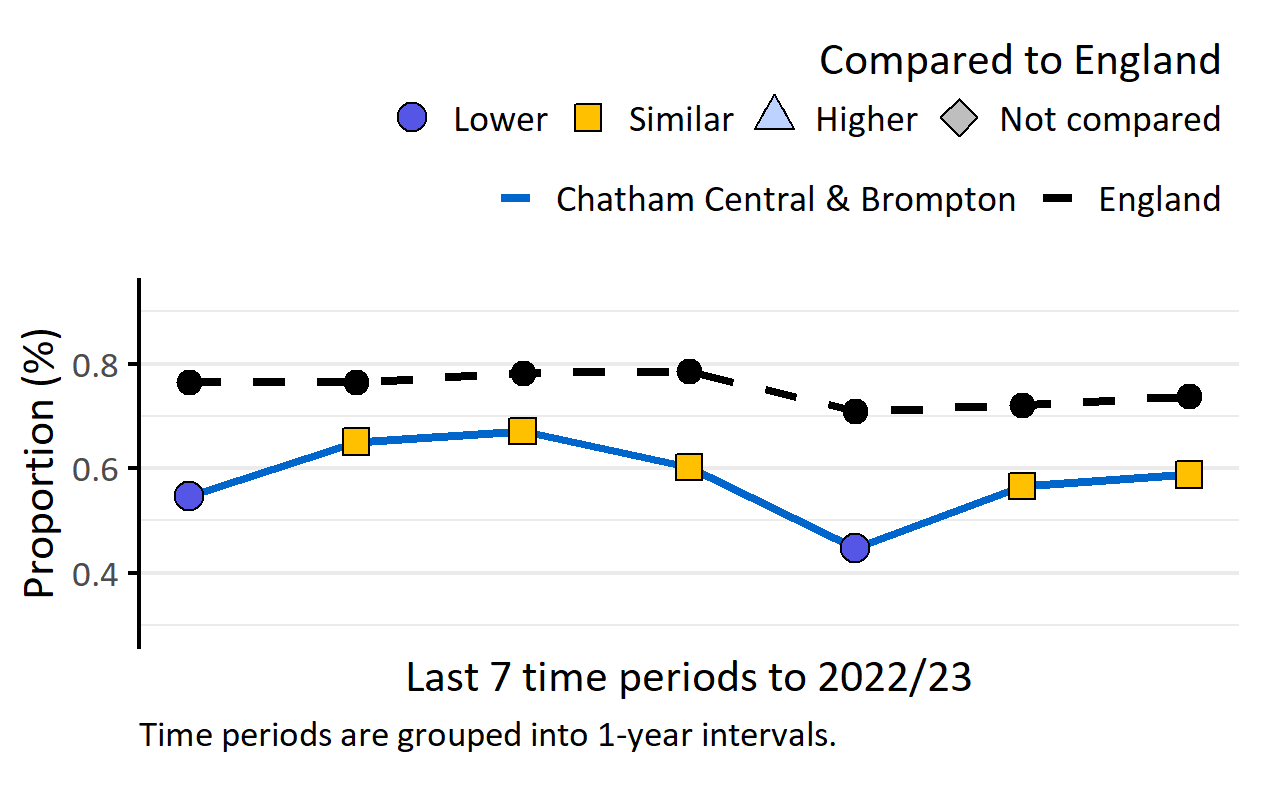 Compared to England
Lower Similar Higher Not compared
Chatham Central & Brompton England
Proportion (%)
0.8
0.6
0.4
Last 7 time periods to 2022/23
Time periods are grouped into 1-year intervals.